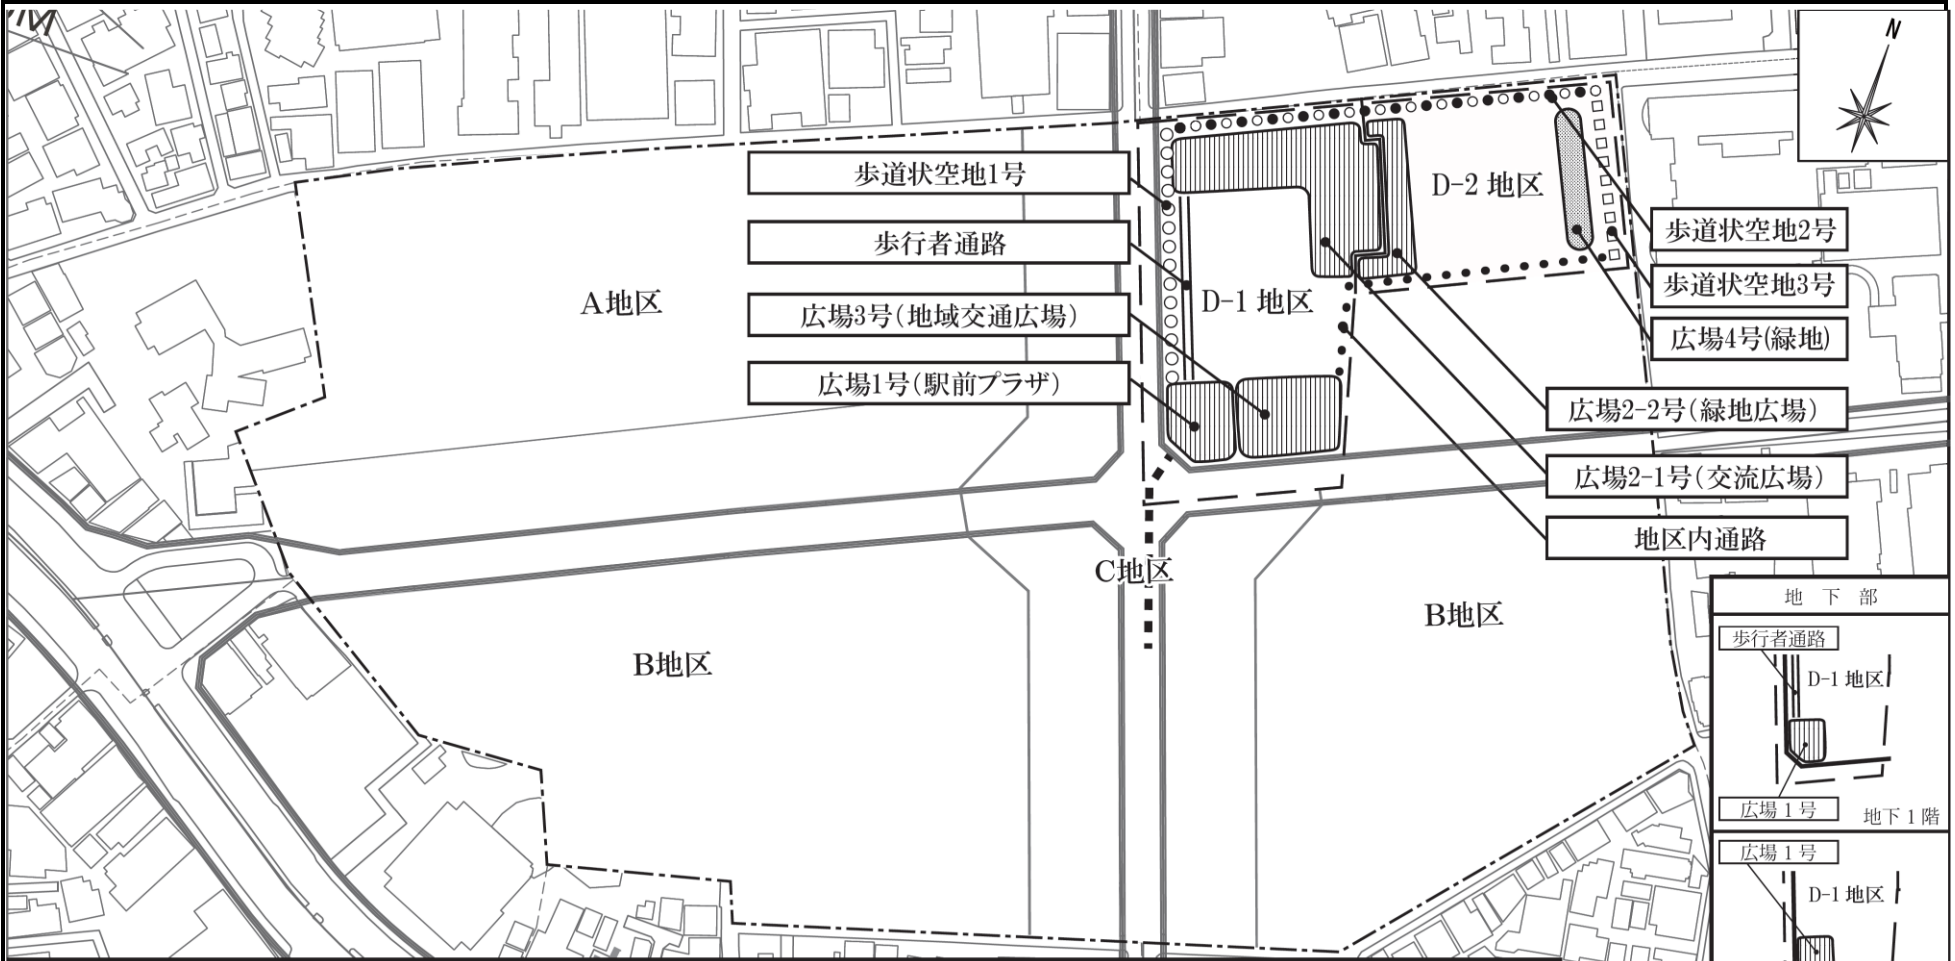 N
歩道状空地1号
歩行者通路
広場3号(地域交通広場)
広場1号(駅前プラザ)
A地区
D-1 地区
D-2 地区
歩道状空地2号
歩道状空地3号
広場4号(緑地)
広場2-2号(緑地広場)
広場2-1号(交流広場)
地区内通路
C地区
B地区
B地区
地下部
歩行者通路
D-1 地区
広場1号
地下1階
広場1号
D-1 地区